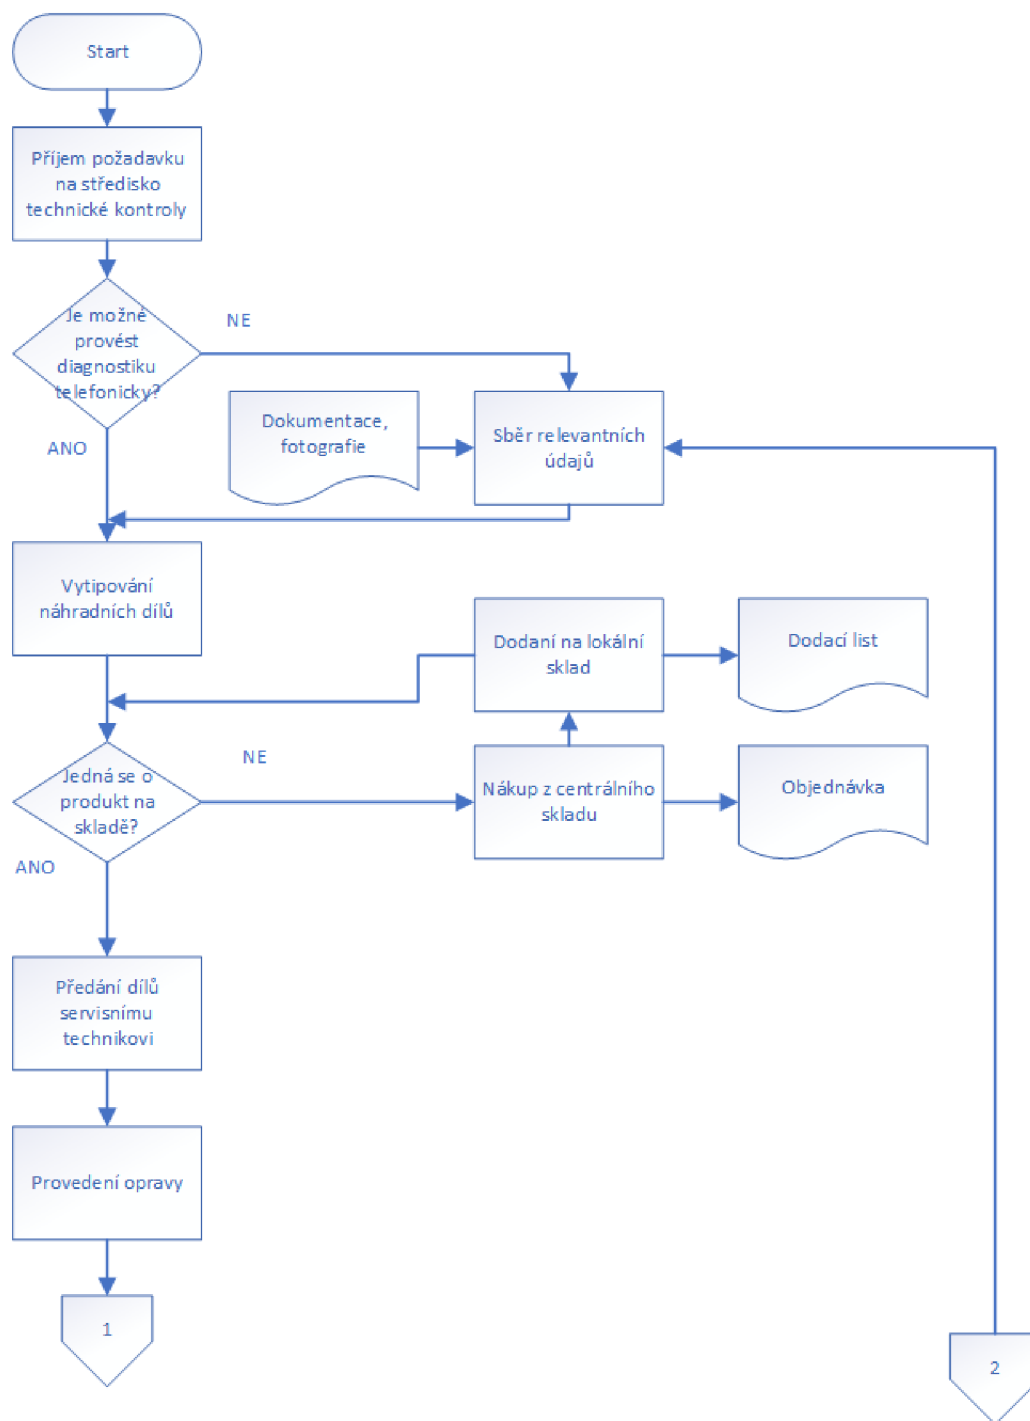 Start
Příjem požadavku
na středisko
technické kontroly
Je možné
provést
diagnostiku
telefonicky?
NE
ANO
Dokumentace,
fotografie
Sběr relevantních
údajů
Vytipování
náhradních dílů
Dodaní na lokální
sklad
Dodací list
Jedná se o
produkt na
skladě?
NE
ANO
Nákup z centrálního
skladu
Objednávka
Předání dílů
servisnímu
technikovi
Provedení opravy
1
2